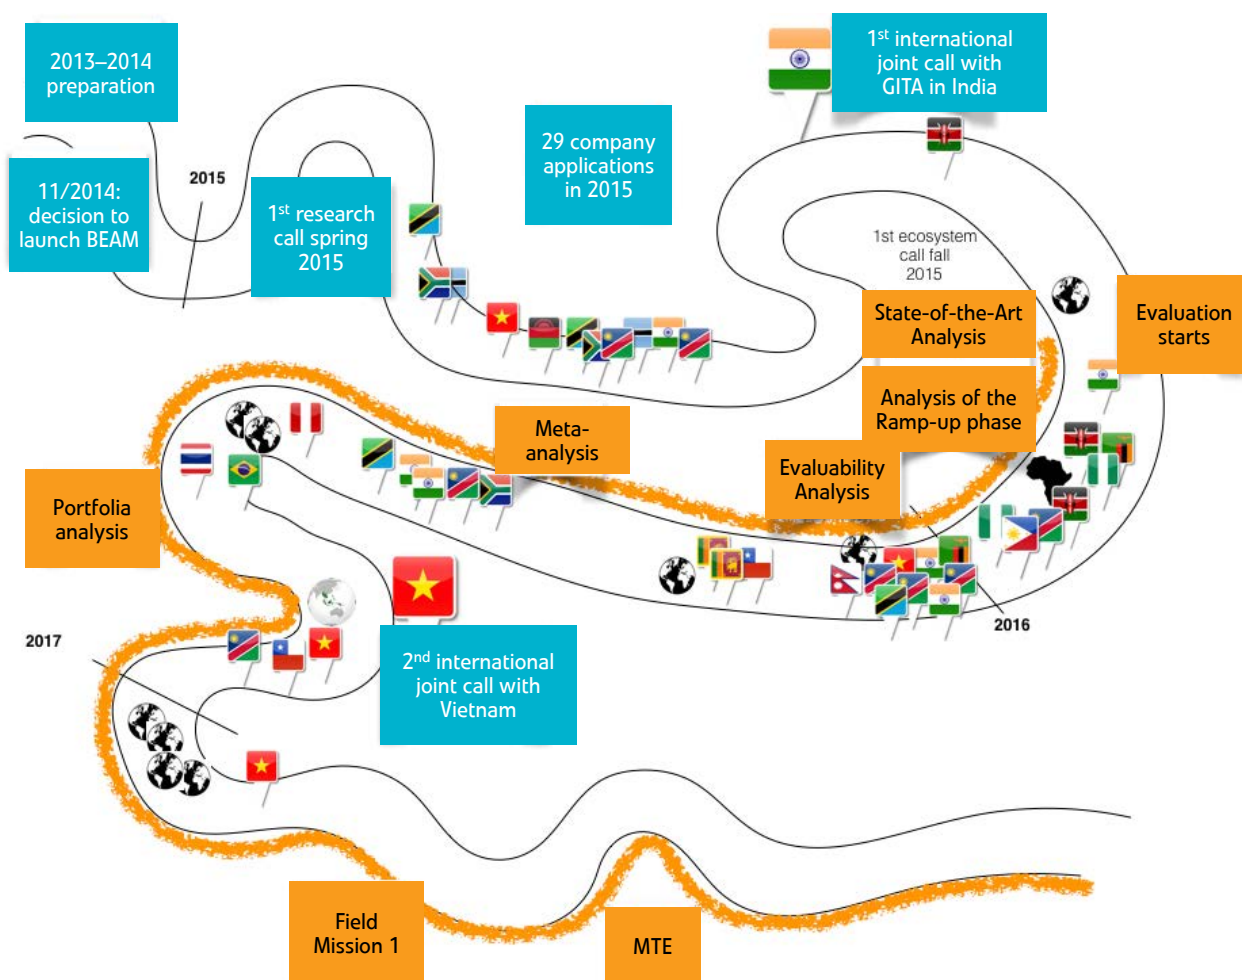 2013–2014
preparation
11/2014:
decision to
launch BEAM
2015
1st research
call spring
2015
29 company
applications
in 2015
1st international
joint call with
GITA in India
1st ecosystem
call fall
2015
State-of-the-Art
Analysis
Evaluation
starts
Analysis of the
Ramp-up phase
Evaluability
Analysis
Meta-
analysis
Portfolia
analysis
2016
2017
2nd international
joint call with
Vietnam
Field
Mission 1
MTE